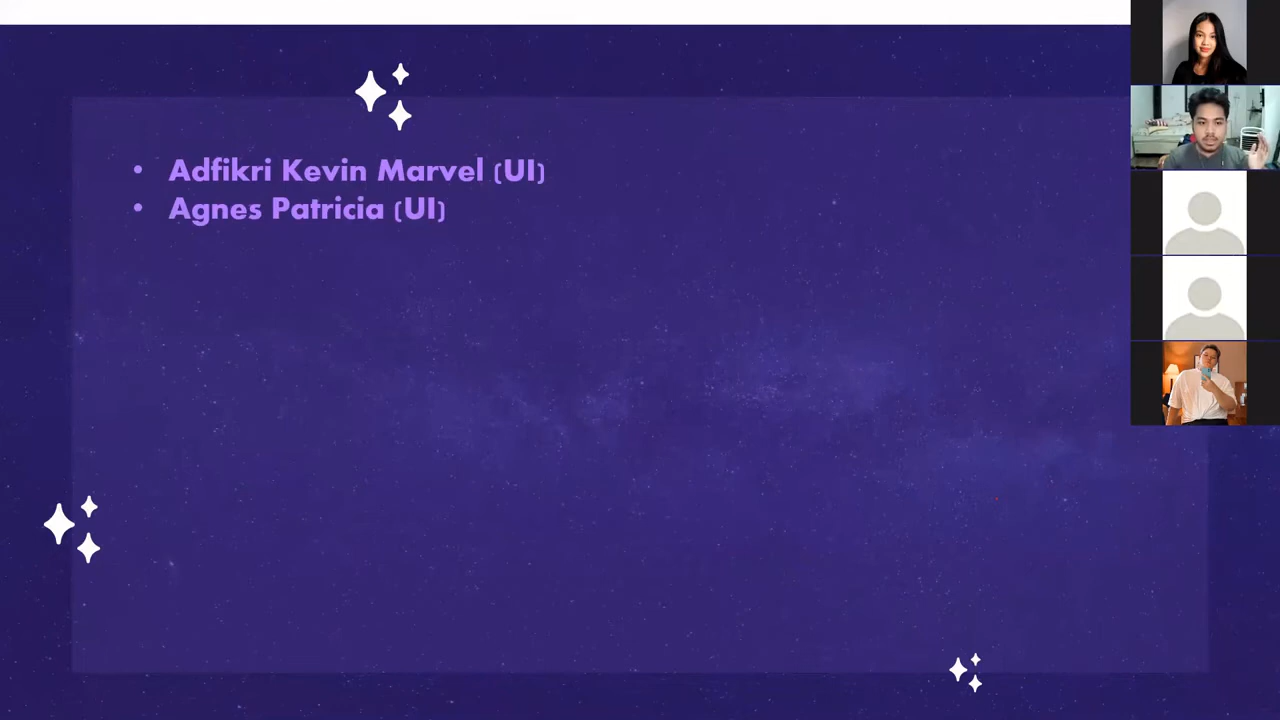 • Adfikri Kevin Marvel (UI)
• Agnes Patricia (UI)